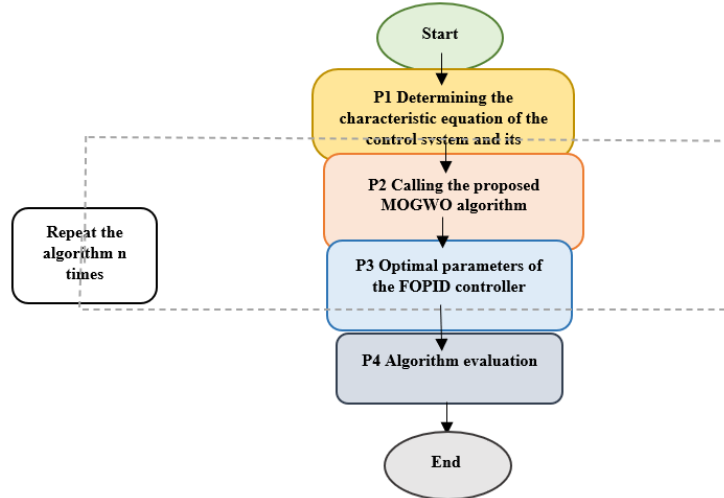 Start
P1 Determining the
characteristic equation of the
control system and its
P2 Calling the proposed
MOGWO algorithm
Repeat the
algorithm n
times
P3 Optimal parameters of
the FOPID controller
P4 Algorithm evaluation
End